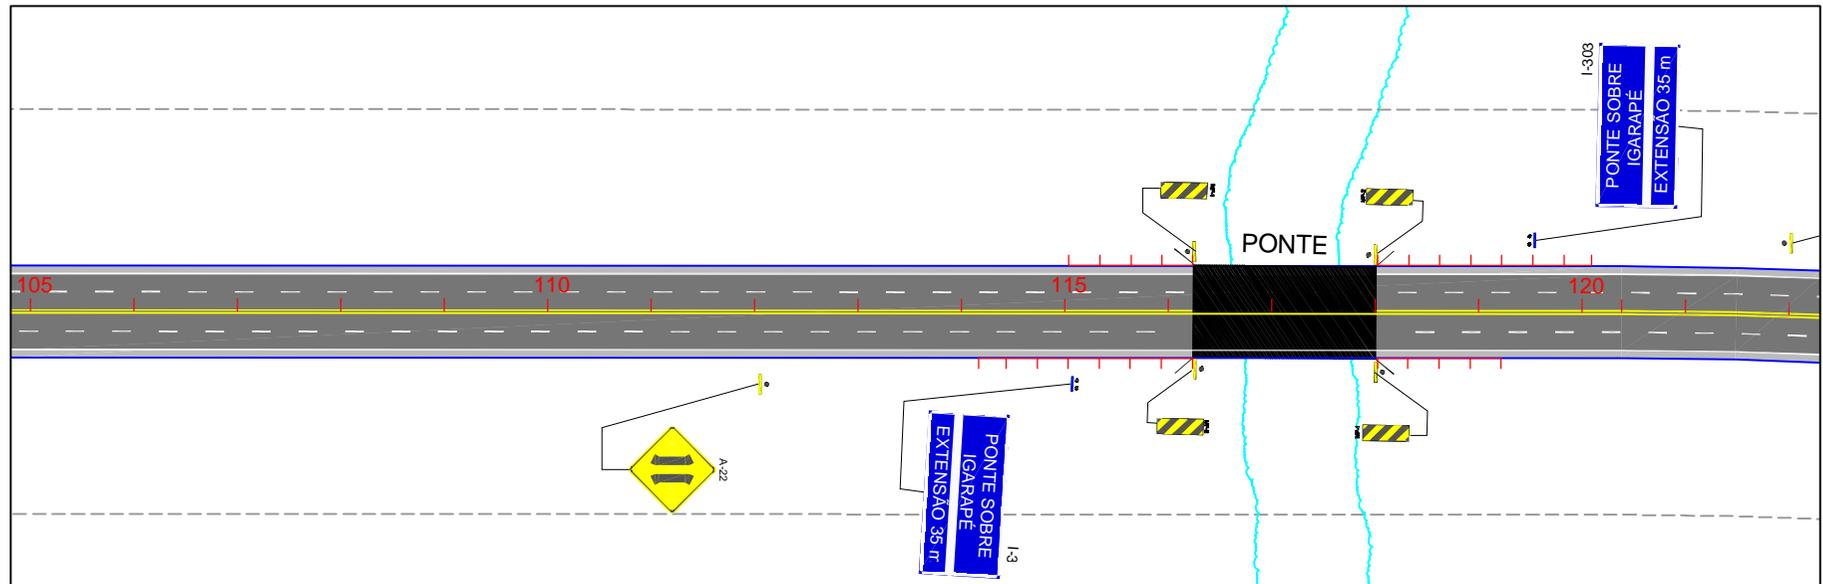 I-303
PONTE SOBRE
IGARAPÉ
EXTENSÃO 35 m
PONTE
105
110
115
120
A-22
PONTE SOBRE
IGARAPÉ
EXTENSÃO 35 m
I-3